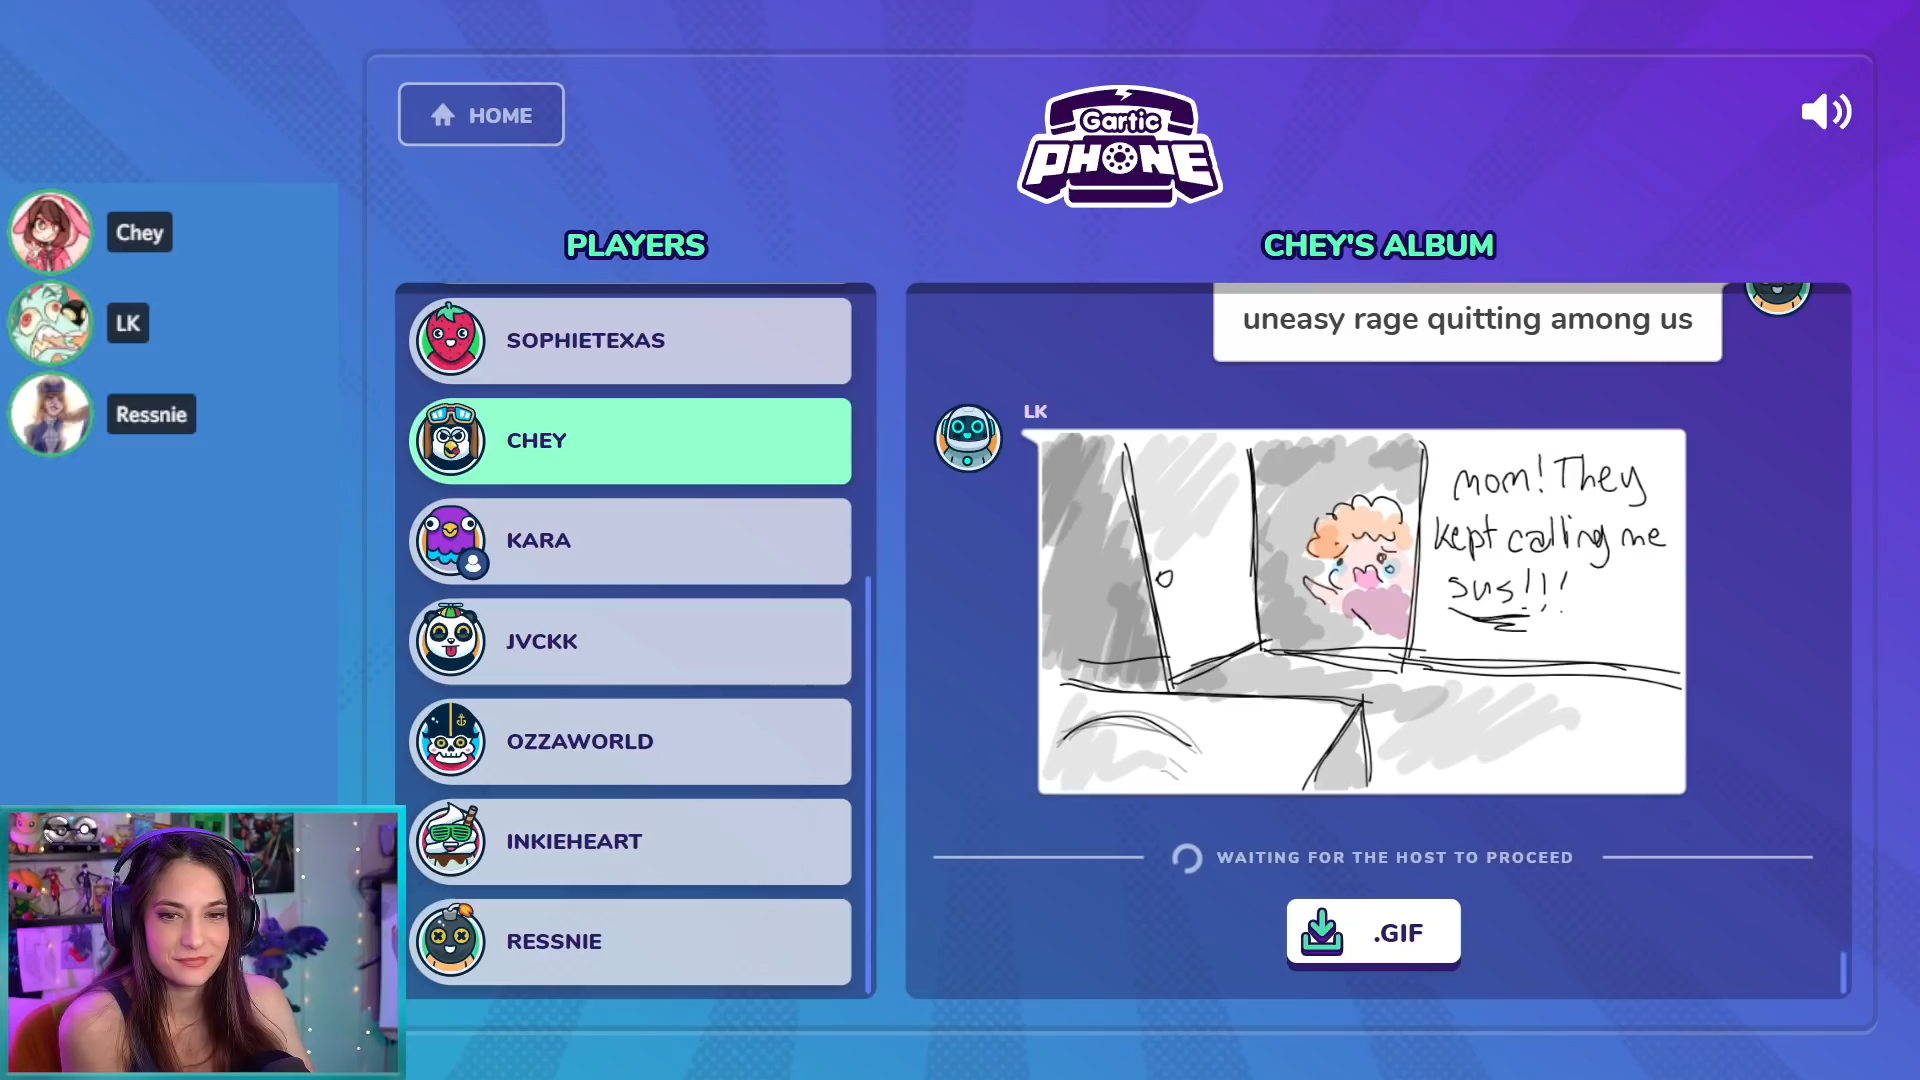 HOME
Gartic
PHONE
Chey
LK
Ressnie
PLAYERS
SOPHIETEXAS
CHEY
KARA
JVCKK
OZZAWORLD
INKIEHEART
RESSNIE
CHEY'S ALBUM
uneasy rage quitting among us
LK
mom! They
kept calling me
sus!!!
WAITING FOR THE HOST TO PROCEED
.GIF